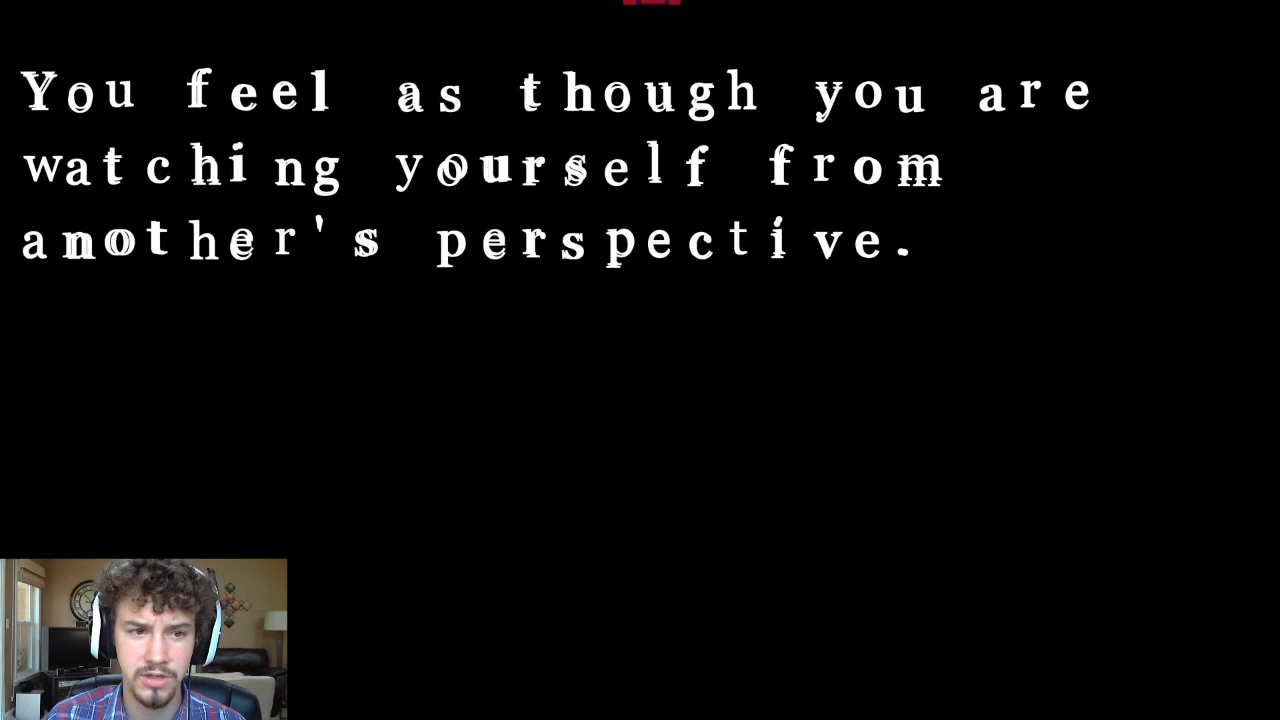 You feel as though you are
watching yourself from
another's perspective.